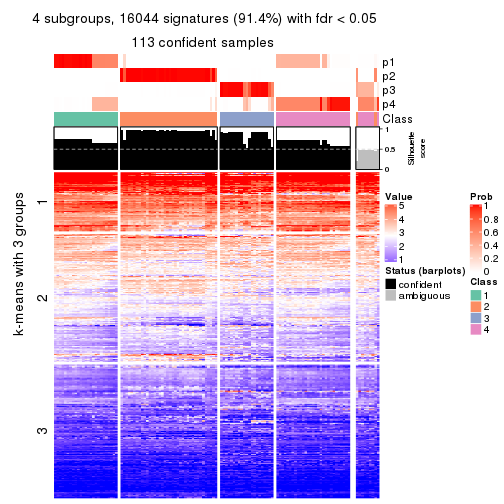 4 subgroups, 16044 signatures (91.4%) with fdr < 0.05
113 confident samples
p1
p2
p3
p4
Class
1
0.5
0
Silhouette
score
k-means with 3 groups
1
2
3
Value
5
4
3
2
1
Status (barplots)
confident
ambiguous
Prob
1
0.8
0.6
0.4
0.2
0
Class
1
2
3
4